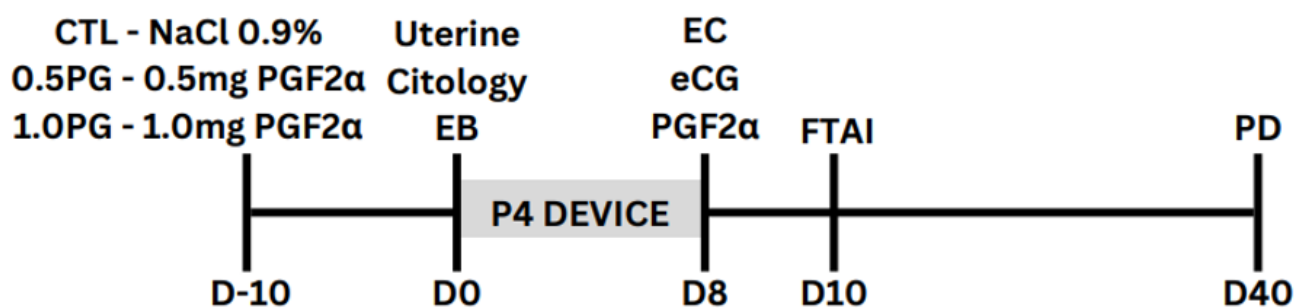 CTL - NaCl 0.9%
0.5PG - 0.5mg PGF2α
1.0PG - 1.0mg PGF2α
Uterine
Citology
EB
EC
eCG
PGF2α
FTAI
PD
P4 DEVICE
D-10
D0
D8
D10
D40